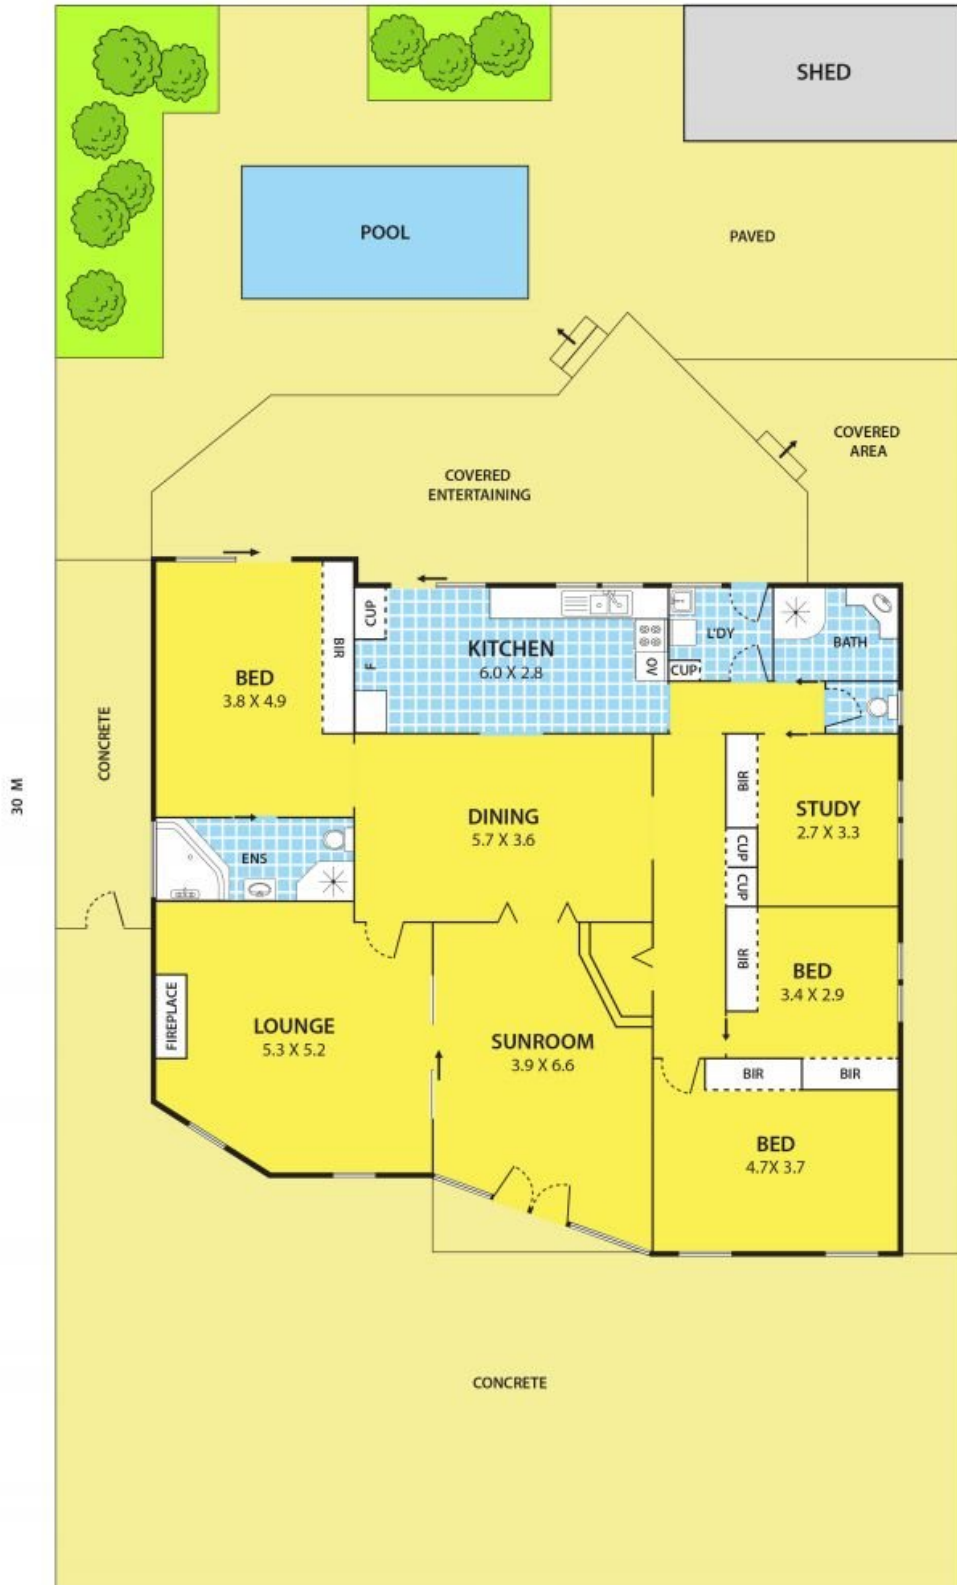 SHED
POOL
PAVED
COVERED
AREA
COVERED
ENTERTAINING
CUP
KITCHEN
6.0 X 2.8
L'DY
BATH
BIR
F
OV
CUP
BED
3.8 X 4.9
CONCRETE
30 M
BIR
STUDY
2.7 X 3.3
DINING
5.7 X 3.6
CUP
CUP
ENS
BIR
BED
3.4 X 2.9
FIREPLACE
LOUNGE
5.3 X 5.2
SUNROOM
3.9 X 6.6
BIR
BIR
BED
4.7X 3.7
CONCRETE